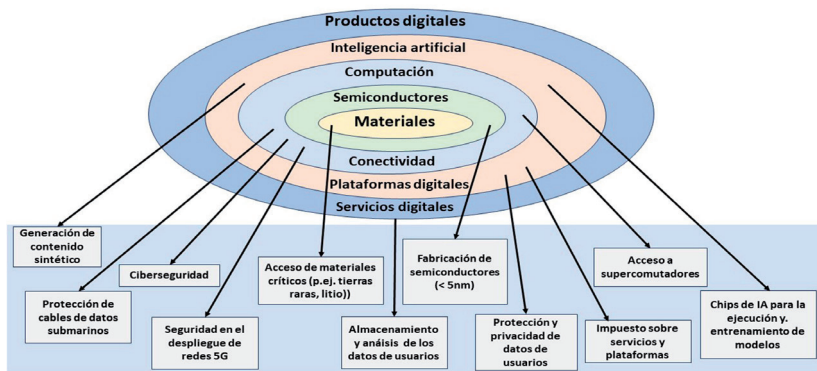 Productos digitales
Inteligencia artificial
Computación
Semiconductores
Materiales
Conectividad
Plataformas digitales
Servicios digitales
Generación de
contenido
sintético
Protección de
cables de datos
submarinos
Ciberseguridad
Seguridad en el
despliegue de
redes 5G
Acceso de materiales
críticos (p.ej. tierras
raras, litio))
Almacenamiento
y análisis de los
datos de usuarios
Fabricación de
semiconductores
(< 5nm)
Protección y
privacidad de
datos de
usuarios
Impuesto sobre
servicios y
plataformas
Acceso a
supercomutadores
Chips de IA para la
ejecución y.
entrenamiento de
modelos